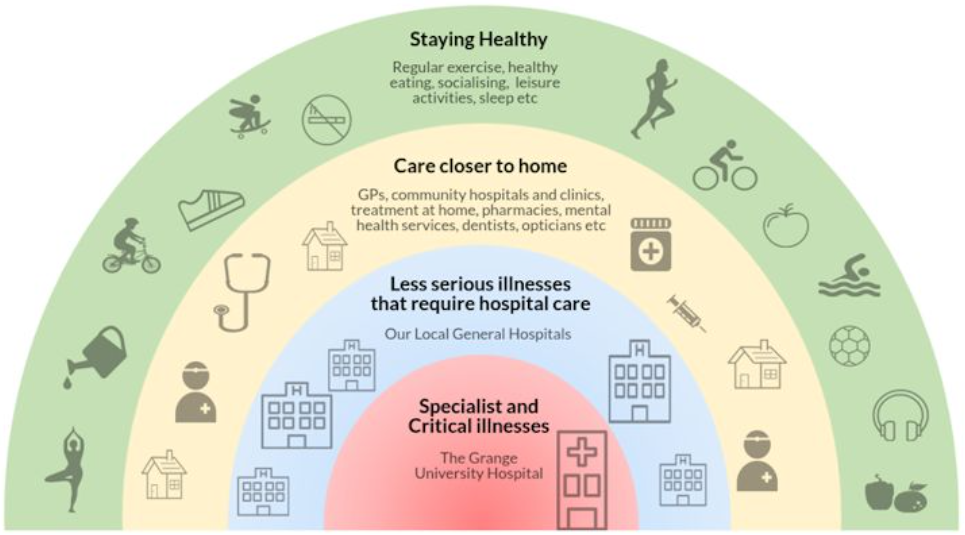 Staying Healthy
Regular exercise, healthy
eating, socialising, leisure
activities, sleep etc
Care closer to home
GPs, community hospitals and clinics,
treatment at home, pharmacies, mental
health services, dentists, opticians etc
Less serious illnesses
that require hospital care
Our Local General Hospitals
H
H
H
H
H
Specialist and
Critical illnesses
The Grange
University Hospital